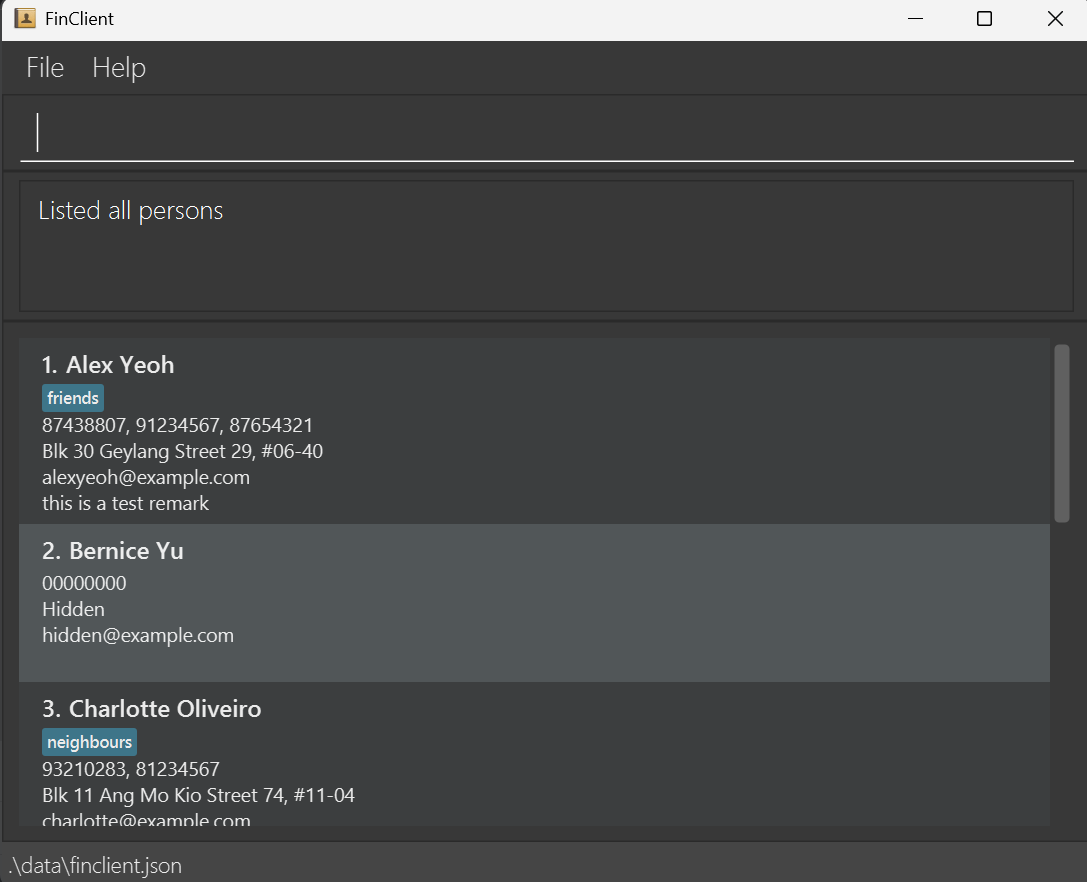 FinClient
File Help
Listed all persons
1. Alex Yeoh
friends
87438807, 91234567, 87654321
Blk 30 Geylang Street 29, #06-40
alexyeoh@example.com
this is a test remark
2. Bernice Yu
00000000
Hidden
hidden@example.com
3. Charlotte Oliveiro
neighbours
93210283, 81234567
Blk 11 Ang Mo Kio Street 74, #11-04
charlotte@example.com
.\data\finclient.json